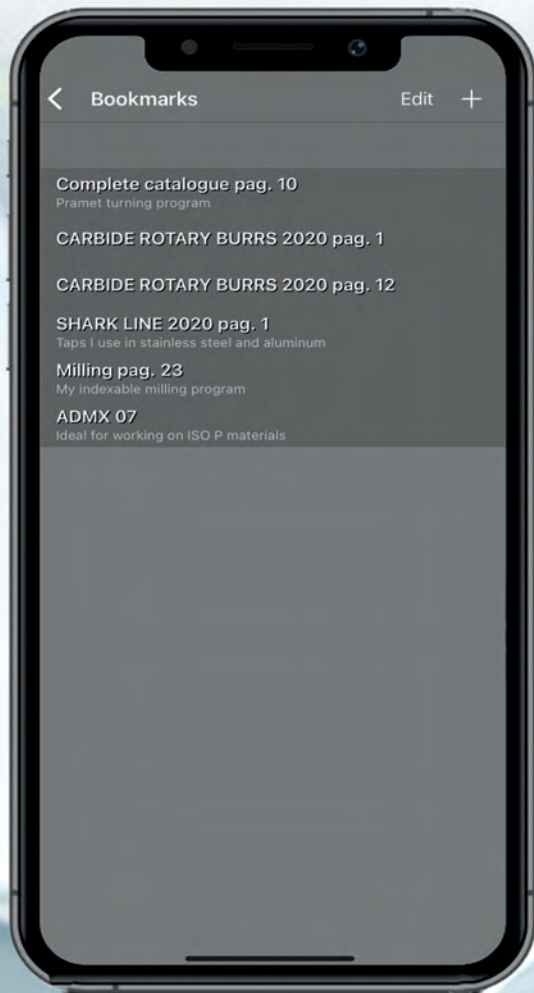 Bookmarks Edit +
Complete catalogue pag. 10
Pramet turning program
CARBIDE ROTARY BURRS 2020 pag. 1
CARBIDE ROTARY BURRS 2020 pag. 12
SHARK LINE 2020 pag. 1
Taps I use in stainless steel and aluminum
Milling pag. 23
My indexable milling program
ADMX 07
Ideal for working on ISO P materials